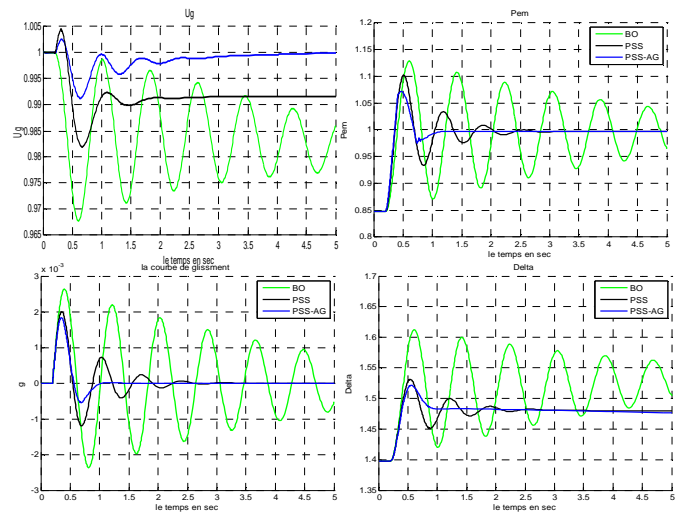 Ug
1.005
1
0.995
0.99
0.985
0.98
0.975
0.97
0.965
Ug
0 0.5 1 1.5 2 2.5 3 3.5 4 4.5 5
le temps en sec
Pem
1.2
1.15
1.1
1.05
1
0.95
0.9
0.85
0.8
Pem
BO
PSS
PSS-AG
0 0.5 1 1.5 2 2.5 3 3.5 4 4.5 5
le temps en sec
la courbe de glissment
x 10-3
3
2
1
0
-1
-2
-3
g
BO
PSS
PSS-AG
0 0.5 1 1.5 2 2.5 3 3.5 4 4.5 5
le temps en sec
Delta
1.7
1.65
1.6
1.55
1.5
1.45
1.4
1.35
Delta
BO
PSS
PSS-AG
0 0.5 1 1.5 2 2.5 3 3.5 4 4.5 5
le temps en sec